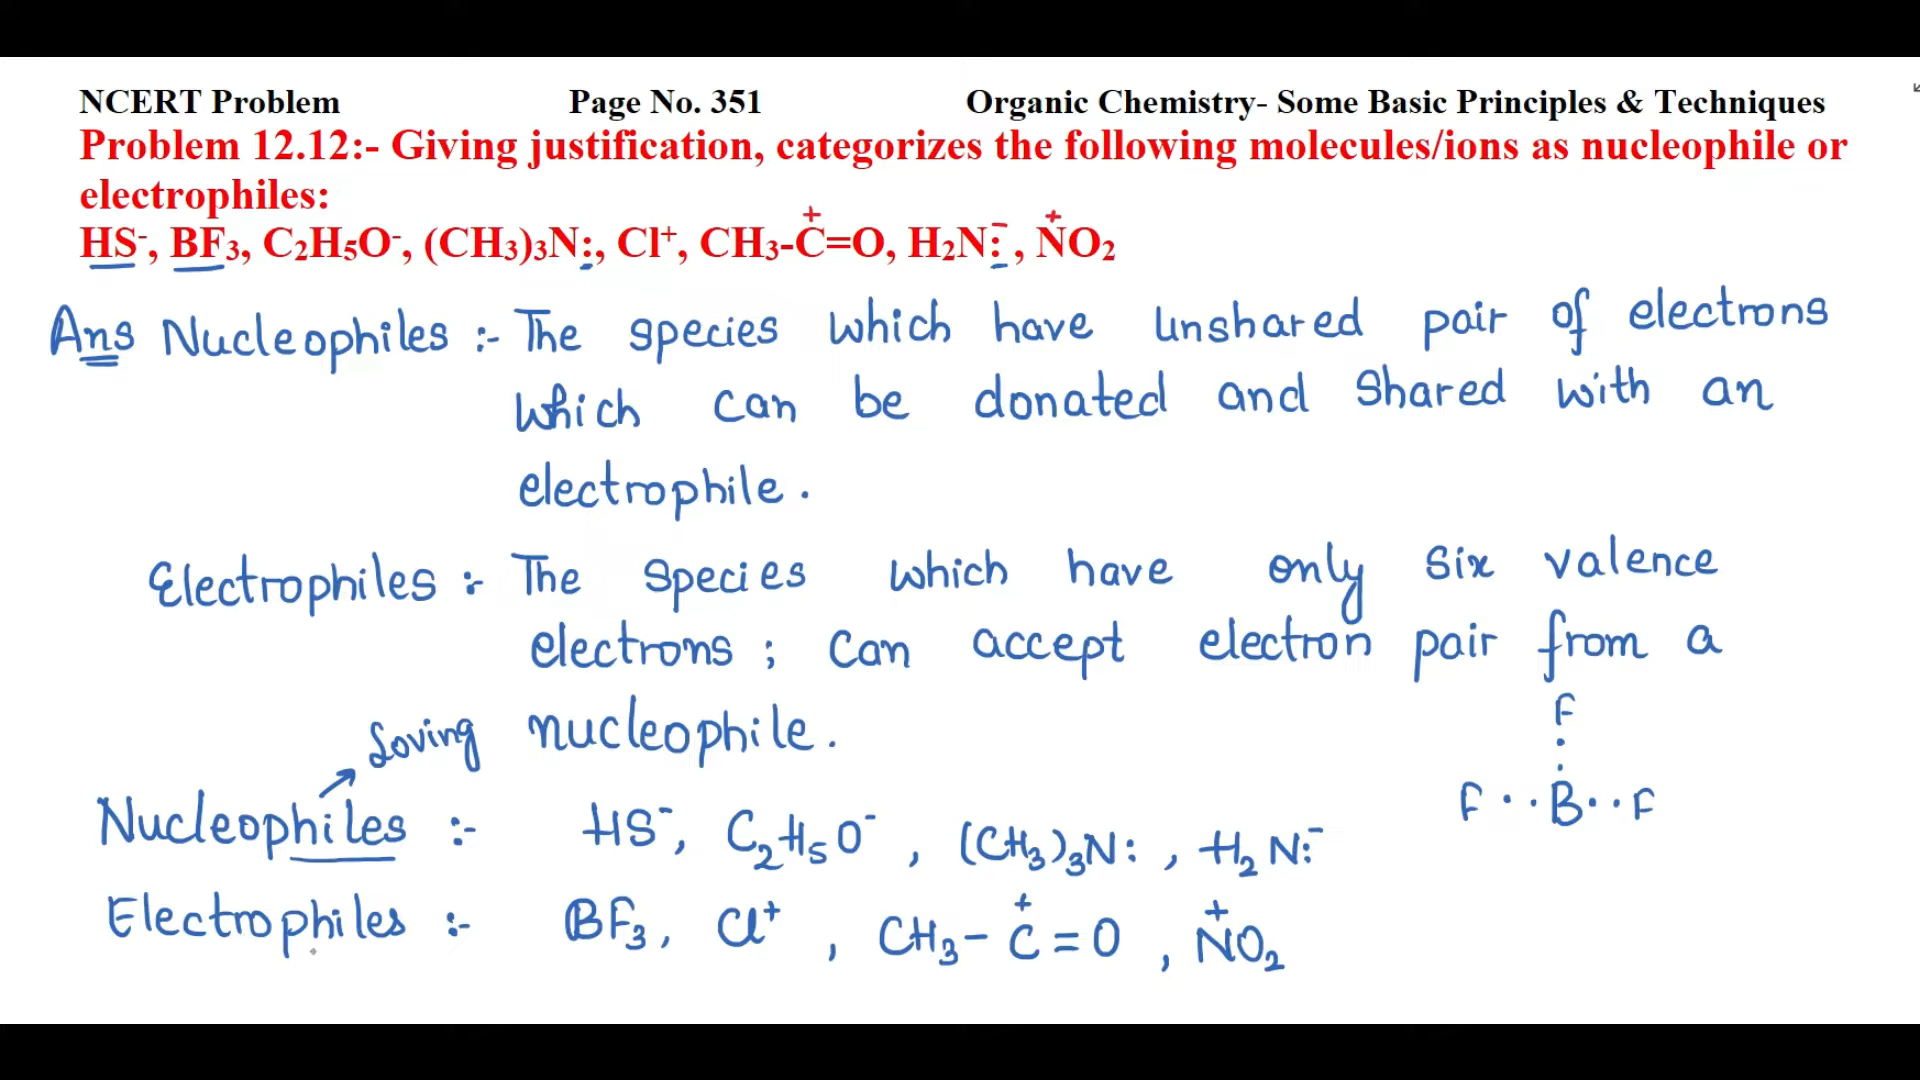 NCERT Problem Page No. 351 Organic Chemistry- Some Basic Principles & Techniques
Problem 12.12:- Giving justification, categorizes the following molecules/ions as nucleophile or
electrophiles:
HS⁻, BF₃, C₂H₅O⁻, (CH₃)₃N:, Cl⁺, CH₃-C⁺=O, H₂N:⁻, N⁺O₂
Ans Nucleophiles :- The species which have unshared pair of electrons
which can be donated and shared with an
electrophile.
Electrophiles :- The species which have only six valence
electrons ; can accept electron pair from a
loving nucleophile.
F
:
F··B··F
Nucleophiles :- HS⁻, C₂H₅O⁻, (CH₃)₃N:, H₂N:⁻
Electrophiles :- BF₃, Cl⁺, CH₃-C⁺=O, N⁺O₂